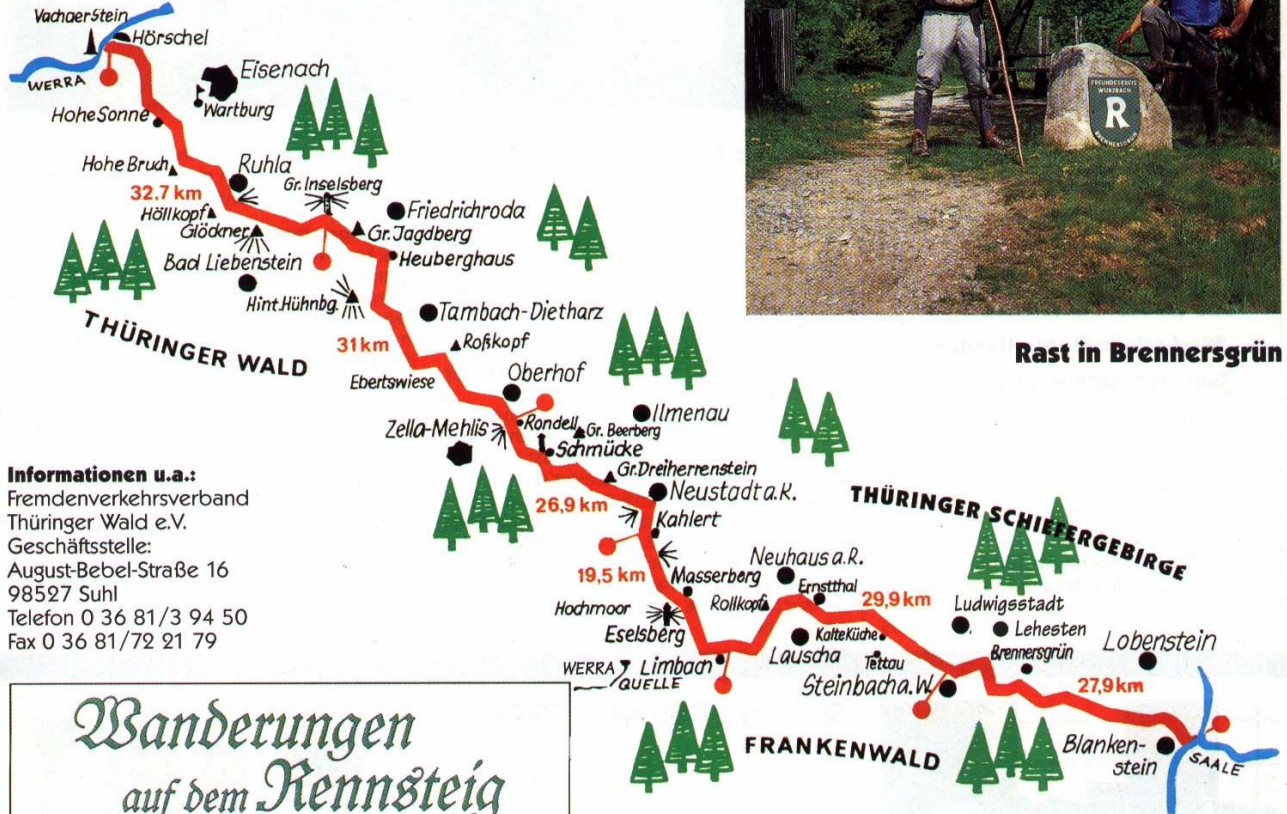 Vachaer Stein
Hörschel
WERRA
Eisenach
Wartburg
Hohe Sonne
Hohe Bruch
Ruhla
32,7 km
Gr. Inselsberg
Höllkopf
Glöckner
Friedrichroda
Gr. Jagdberg
Bad Liebenstein
Heuberghaus
Hint. Hühnbg.
THÜRINGER WALD
Tambach-Dietharz
31 km
Roßkopf
Ebertswiese
Oberhof
Zella-Mehlis
Rondell
Ilmenau
Gr. Beerberg
Schmücke
Gr. Dreiherrenstein
26,9 km
Neustadt a.R.
Kahlert
THÜRINGER SCHIEFERGEBIRGE
19,5 km
Masserberg
Neuhaus a.R.
Ernstthal
29,9 km
Hochmoor
Rollkopf
Eselsberg
Ludwigsstadt
Lehesten
Lauscha
Kalte Küche
Brennersgrün
Lobenstein
WERRA
QUELLE
Limbach
Tettau
Steinbach a.W.
27,9 km
FRANKENWALD
Blanken-
stein
SAALE
FREUNDESKREIS
WURZBACH
R
BRENNERSGRÜN
Rast in Brennersgrün
Informationen u.a.:
Fremdenverkehrsverband
Thüringer Wald e.V.
Geschäftsstelle:
August-Bebel-Straße 16
98527 Suhl
Telefon 0 36 81/3 94 50
Fax 0 36 81/72 21 79
Wanderungen
auf dem Rennsteig